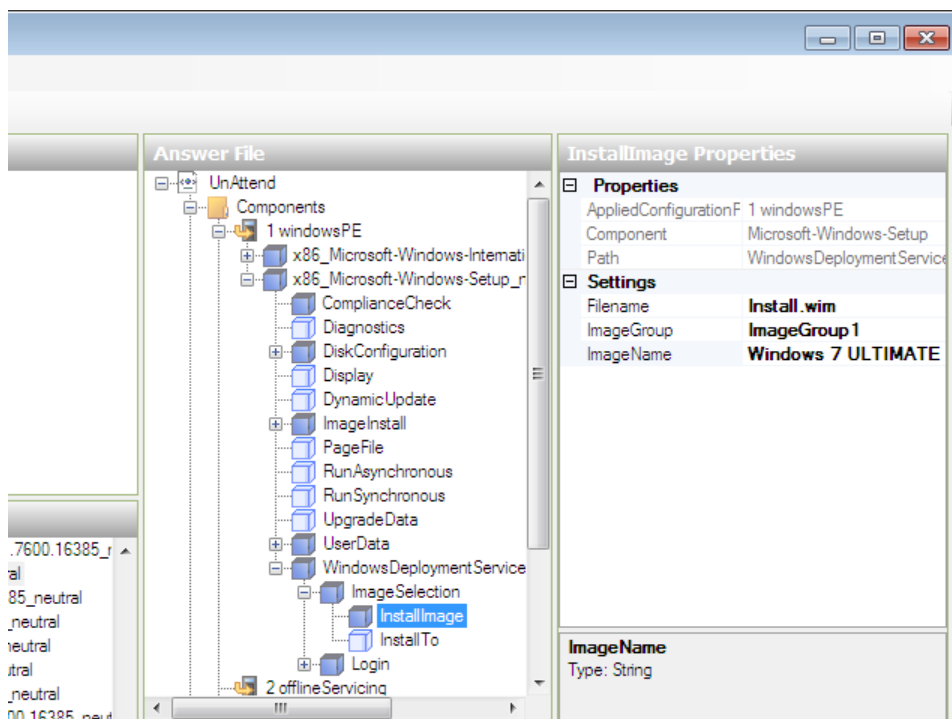 Answer File
UnAttend
Components
1 windowsPE
x86_Microsoft-Windows-Internati
x86_Microsoft-Windows-Setup_n
ComplianceCheck
Diagnostics
DiskConfiguration
Display
DynamicUpdate
ImageInstall
PageFile
RunAsynchronous
RunSynchronous
UpgradeData
UserData
WindowsDeploymentService
ImageSelection
InstallImage
InstallTo
Login
2 offlineServicing
InstallImage Properties
Properties
AppliedConfigurationP 1 windowsPE
Component Microsoft-Windows-Setup
Path WindowsDeploymentService
Settings
Filename Install.wim
ImageGroup ImageGroup1
ImageName Windows 7 ULTIMATE
ImageName
Type: String
.7600.16385_r
ral
85_neutral
_neutral
neutral
utral
_neutral
00.16385_neut